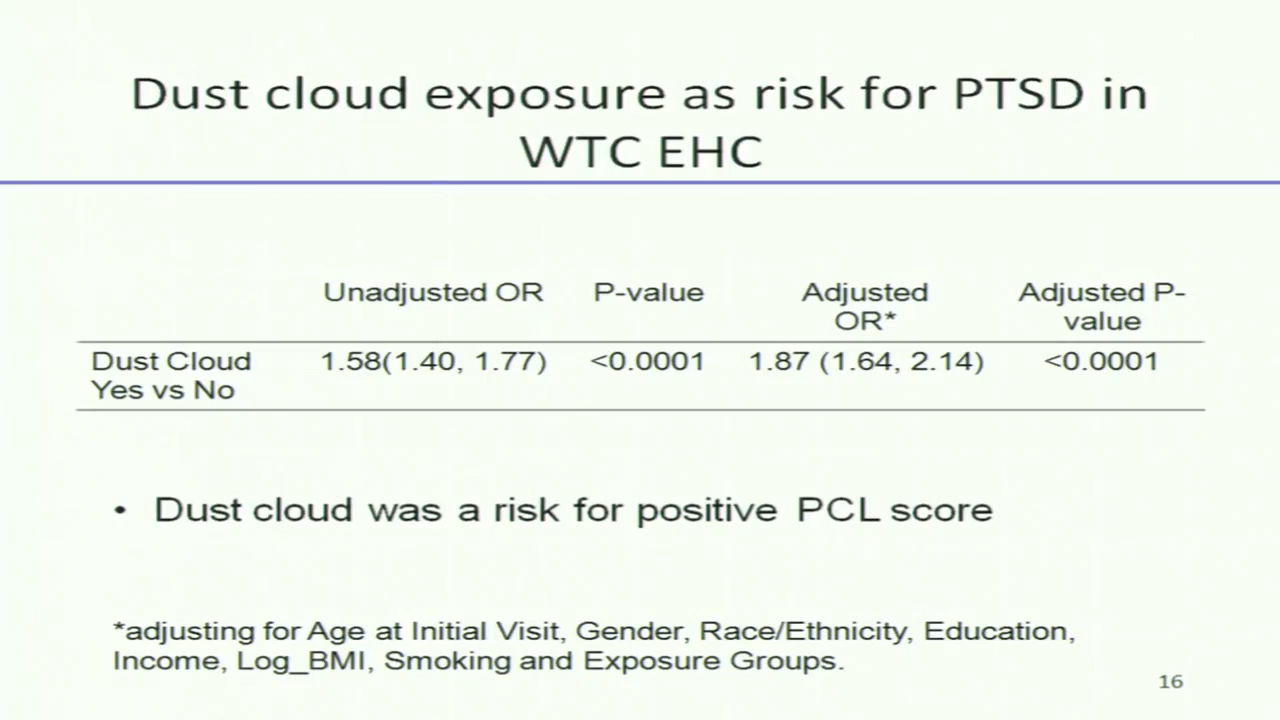 Dust cloud exposure as risk for PTSD in
WTC EHC
Unadjusted OR P-value Adjusted OR* Adjusted P-value
Dust Cloud Yes vs No 1.58(1.40, 1.77) <0.0001 1.87 (1.64, 2.14) <0.0001
• Dust cloud was a risk for positive PCL score
*adjusting for Age at Initial Visit, Gender, Race/Ethnicity, Education,
Income, Log_BMI, Smoking and Exposure Groups.
16